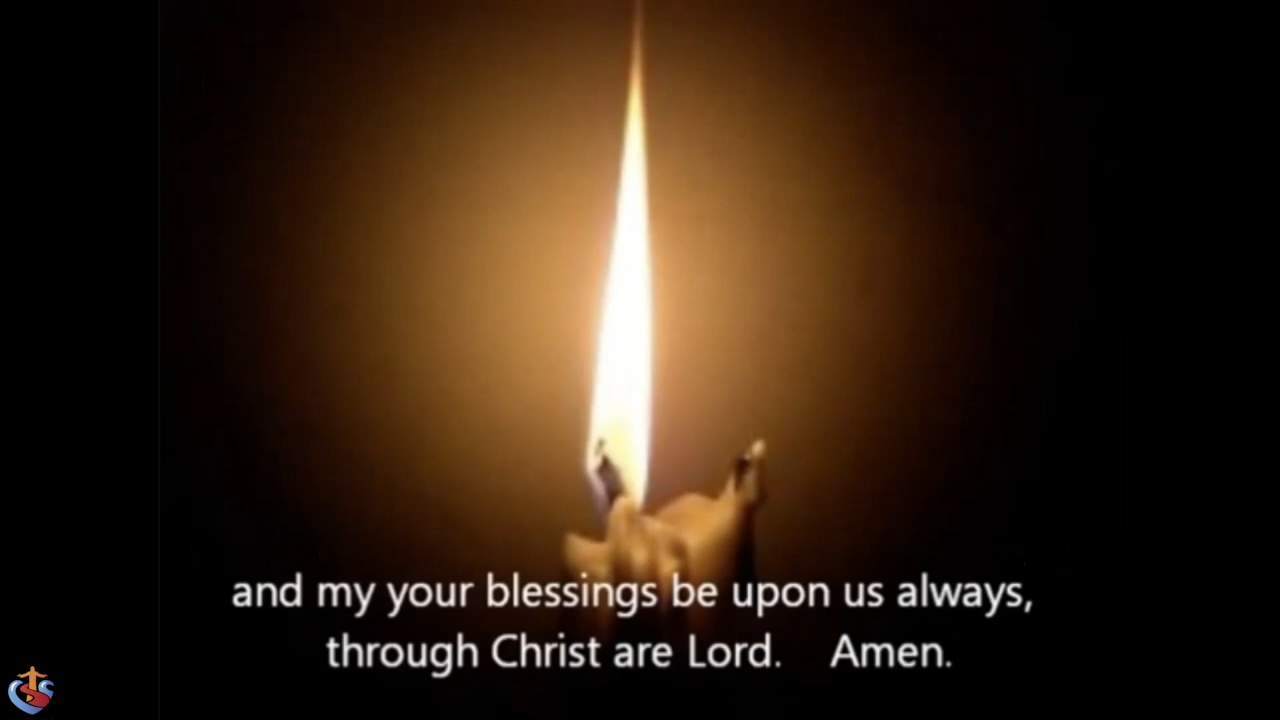 and my your blessings be upon us always,
through Christ are Lord. Amen.